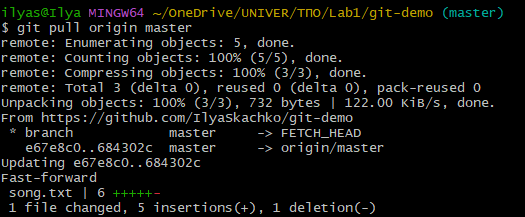 ilyas@Ilya MINGW64 ~/OneDrive/UNIVER/ТПО/Lab1/git-demo (master)
$ git pull origin master
remote: Enumerating objects: 5, done.
remote: Counting objects: 100% (5/5), done.
remote: Compressing objects: 100% (3/3), done.
remote: Total 3 (delta 0), reused 0 (delta 0), pack-reused 0
Unpacking objects: 100% (3/3), 732 bytes | 122.00 KiB/s, done.
From https://github.com/IlyaSkachko/git-demo
 * branch            master     -> FETCH_HEAD
   e67e8c0..684302c  master     -> origin/master
Updating e67e8c0..684302c
Fast-forward
 song.txt | 6 +++++-
 1 file changed, 5 insertions(+), 1 deletion(-)